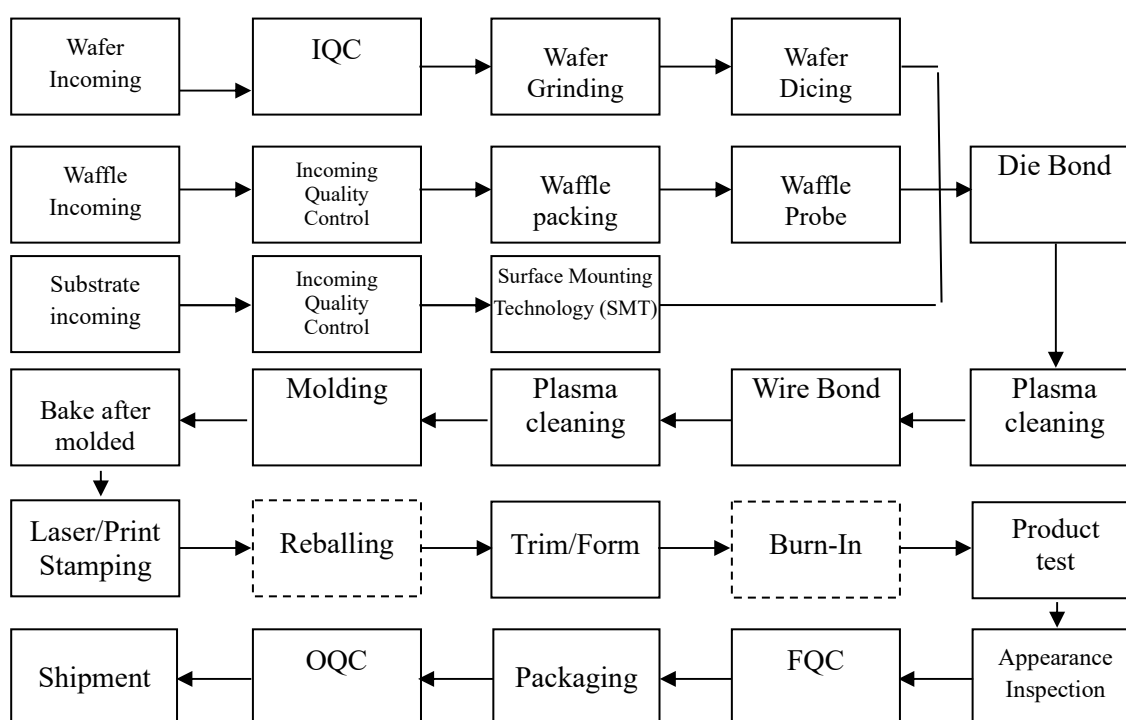 Wafer
Incoming
IQC
Wafer
Grinding
Wafer
Dicing
Waffle
Incoming
Incoming
Quality
Control
Waffle
packing
Waffle
Probe
Die Bond
Substrate
incoming
Incoming
Quality
Control
Surface Mounting
Technology (SMT)
Bake after
molded
Molding
Plasma
cleaning
Wire Bond
Plasma
cleaning
Laser/Print
Stamping
Reballing
Trim/Form
Burn-In
Product
test
Shipment
OQC
Packaging
FQC
Appearance
Inspection